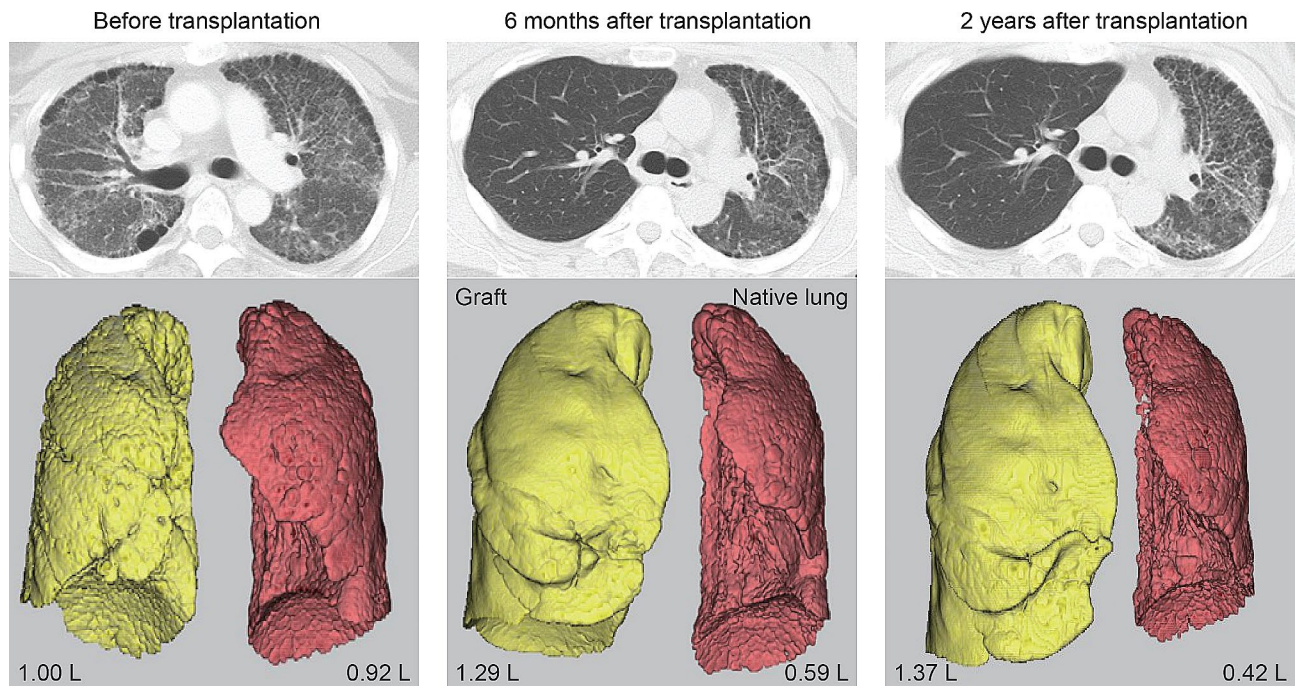 Before transplantation
6 months after transplantation
2 years after transplantation
Graft
Native lung
1.00 L
0.92 L
1.29 L
0.59 L
1.37 L
0.42 L